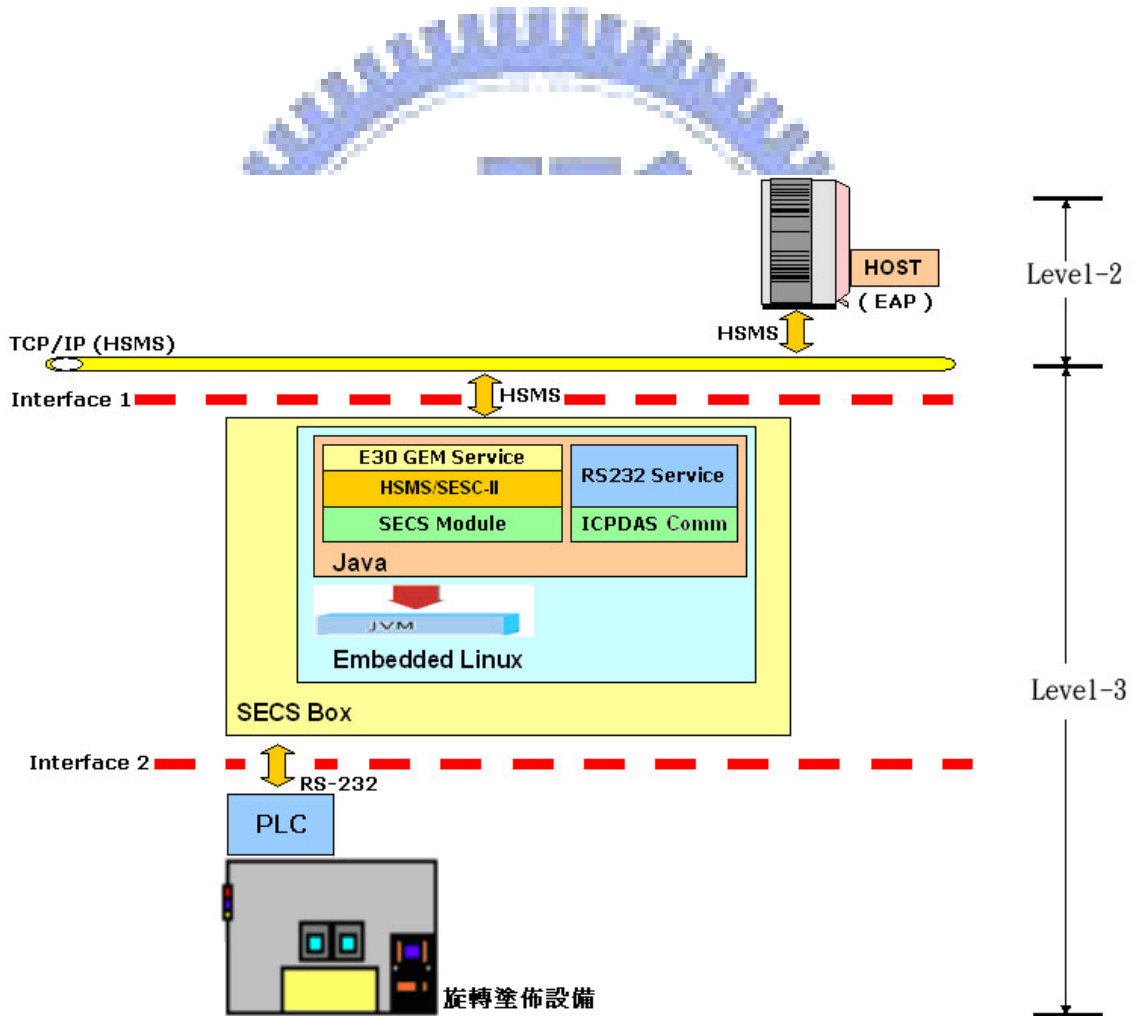 HOST
( EAP )
Level-2
HSMS
TCP/IP (HSMS)
HSMS
Interface 1
E30 GEM Service
HSMS/SESC-II
SECS Module
RS232 Service
ICPDAS Comm
Java
JVM
Embedded Linux
SECS Box
Level-3
Interface 2
RS-232
PLC
旋轉塗佈設備